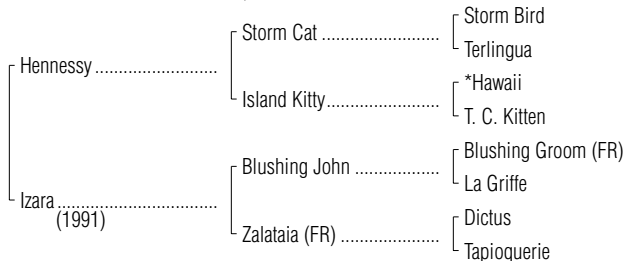 Storm Bird
Storm Cat ........................
Terlingua
Hennessy .........................
*Hawaii
Island Kitty.......................
T. C. Kitten
Blushing Groom (FR)
Blushing John .................
La Griffe
Izara.................................
(1991)
Dictus
Zalataia (FR) ....................
Tapioquerie